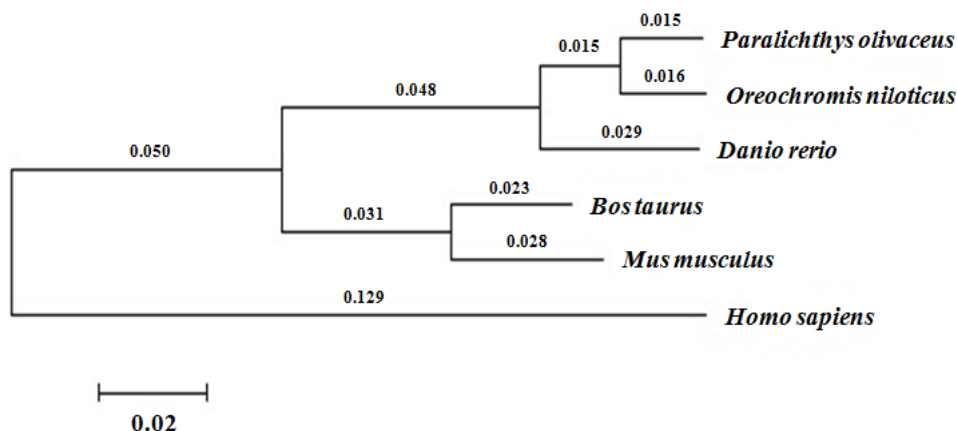 0.015
Paralichthys olivaceus
0.015
0.016
Oreochromis niloticus
0.048
0.029
Danio rerio
0.050
0.023
Bos taurus
0.031
0.028
Mus musculus
0.129
Homo sapiens
0.02